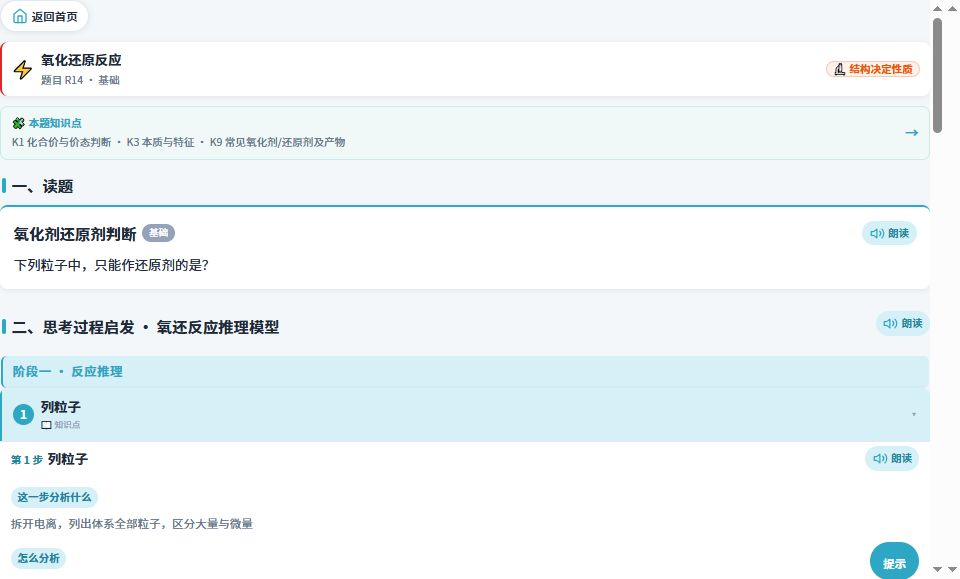 返回首页
氧化还原反应
题目 R14 · 基础
结构决定性质
本题知识点
K1 化合价与价态判断 · K3 本质与特征 · K9 常见氧化剂/还原剂及产物
→
一、读题
氧化剂还原剂判断 基础
朗读
下列粒子中，只能作还原剂的是？
二、思考过程启发 · 氧还反应推理模型
朗读
阶段一 · 反应推理
1 列粒子
知识点
第 1 步 列粒子
朗读
这一步分析什么
拆开电离，列出体系全部粒子，区分大量与微量
怎么分析
提示